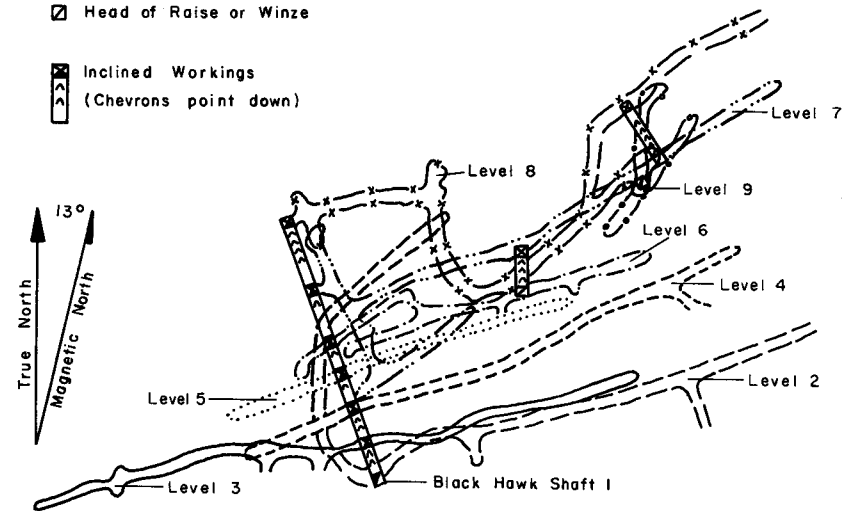 Head of Raise or Winze
Inclined Workings
(Chevrons point down)
Level 7
Level 8
Level 9
13°
Level 6
Level 4
True North
Magnetic North
Level 5
Level 2
Level 3
Black Hawk Shaft 1